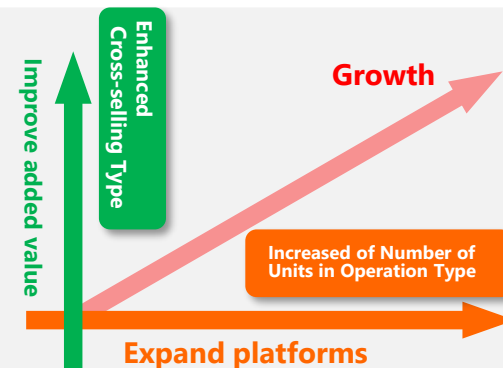 Improve added value
Enhanced
Cross-selling Type
Growth
Increased of Number of
Units in Operation Type
Expand platforms